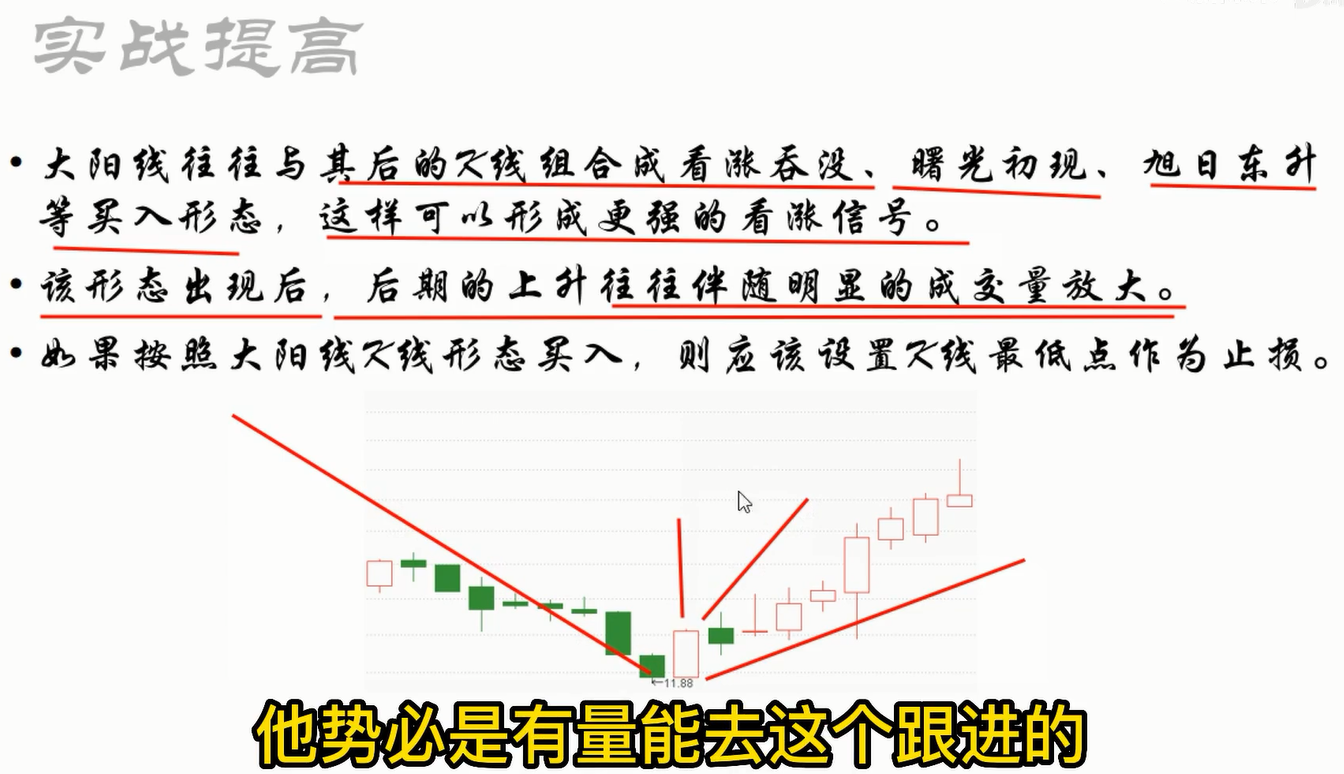 实战提高
• 大阳线往往与其后的K线组合成看涨吞没、曙光初现、旭日东升
等买入形态，这样可以形成更强的看涨信号。
• 该形态出现后，后期的上升往往伴随明显的成交量放大。
• 如果按照大阳线K线形态买入，则应该设置K线最低点作为止损。
←11.88
他势必是有量能去这个跟进的